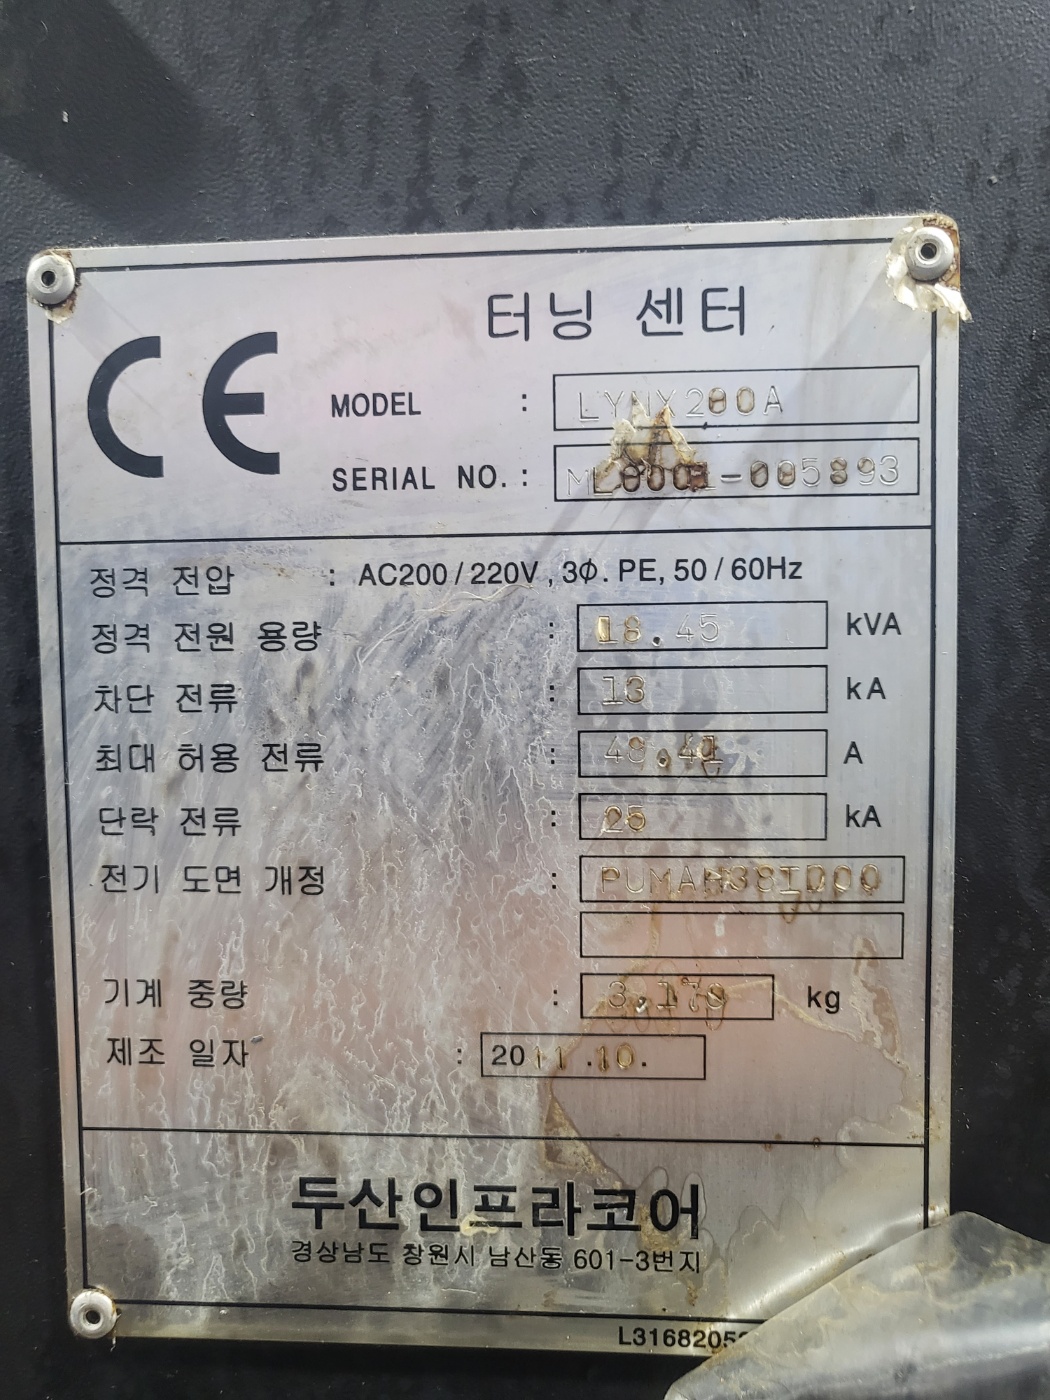 CE
터닝 센터
MODEL : LYNX200A
SERIAL NO. : ML0001-005893
정격 전압 : AC200 / 220V , 3Φ. PE, 50 / 60Hz
정격 전원 용량 : 18.45 kVA
차단 전류 : 13 kA
최대 허용 전류 : A
단락 전류 : 25 kA
전기 도면 개정 :
기계 중량 : kg
제조 일자 : 2011.10.
두산인프라코어
경상남도 창원시 남산동 601-3번지